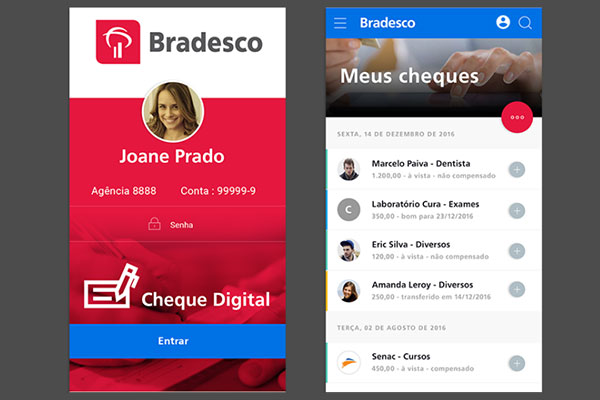 Bradesco
Joane Prado
Agência 8888 Conta : 99999-9
Senha
Cheque Digital
Entrar
Bradesco
Meus cheques
SEXTA, 14 DE DEZEMBRO DE 2016
Marcelo Paiva - Dentista
1.200,00 - à vista - não compensado
C
Laboratório Cura - Exames
350,00 - bom para 23/12/2016
Eric Silva - Diversos
120,00 - à vista - não compensado
Amanda Leroy - Diversos
250,00 - transferido em 14/12/2016
TERÇA, 02 DE AGOSTO DE 2016
Senac - Cursos
450,00 - à vista - compensado